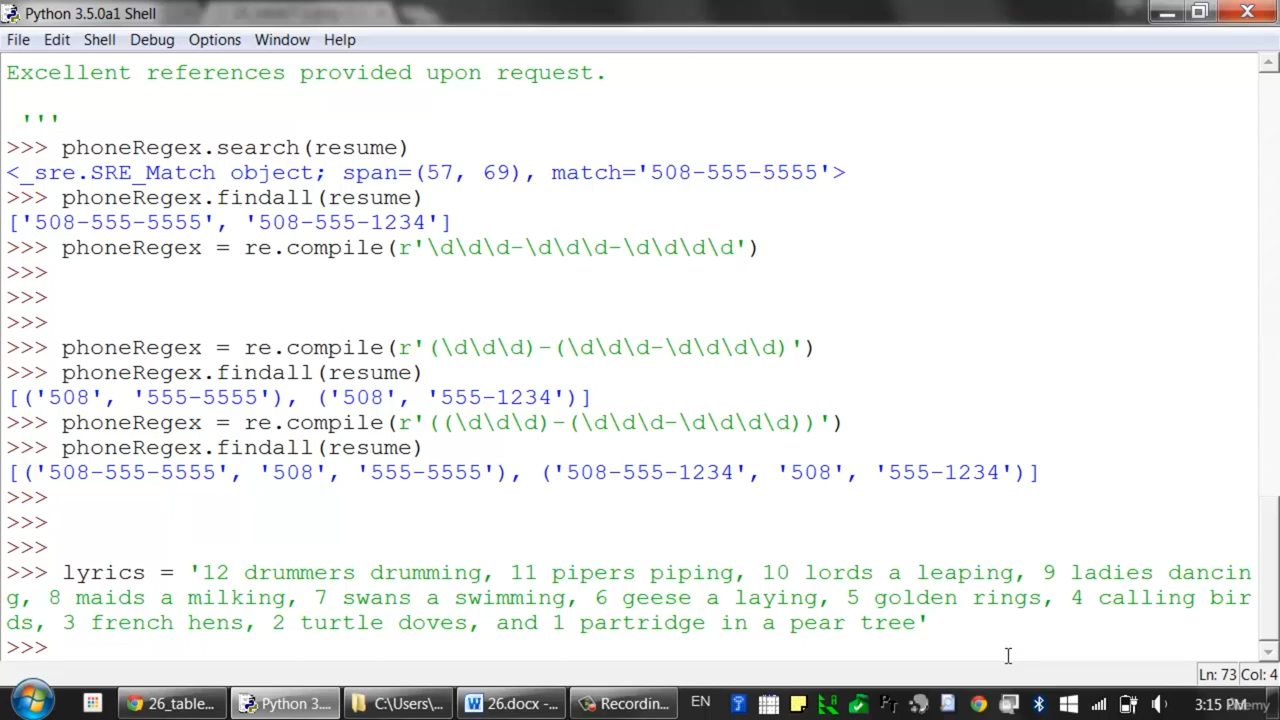 Python 3.5.0a1 Shell
File Edit Shell Debug Options Window Help
Excellent references provided upon request.
'''
>>> phoneRegex.search(resume)
<_sre.SRE_Match object; span=(57, 69), match='508-555-5555'>
>>> phoneRegex.findall(resume)
['508-555-5555', '508-555-1234']
>>> phoneRegex = re.compile(r'\d\d\d-\d\d\d-\d\d\d\d')
>>>
>>>
>>>
>>> phoneRegex = re.compile(r'(\d\d\d)-(\d\d\d-\d\d\d\d)')
>>> phoneRegex.findall(resume)
[('508', '555-5555'), ('508', '555-1234')]
>>> phoneRegex = re.compile(r'((\d\d\d)-(\d\d\d-\d\d\d\d))')
>>> phoneRegex.findall(resume)
[('508-555-5555', '508', '555-5555'), ('508-555-1234', '508', '555-1234')]
>>>
>>>
>>>
>>> lyrics = '12 drummers drumming, 11 pipers piping, 10 lords a leaping, 9 ladies dancin
g, 8 maids a milking, 7 swans a swimming, 6 geese a laying, 5 golden rings, 4 calling bir
ds, 3 french hens, 2 turtle doves, and 1 partridge in a pear tree'
>>>
Ln: 73 Col: 4
26_table... Python 3.... C:\Users\... 26.docx -... Recordin... EN 3:15 PM